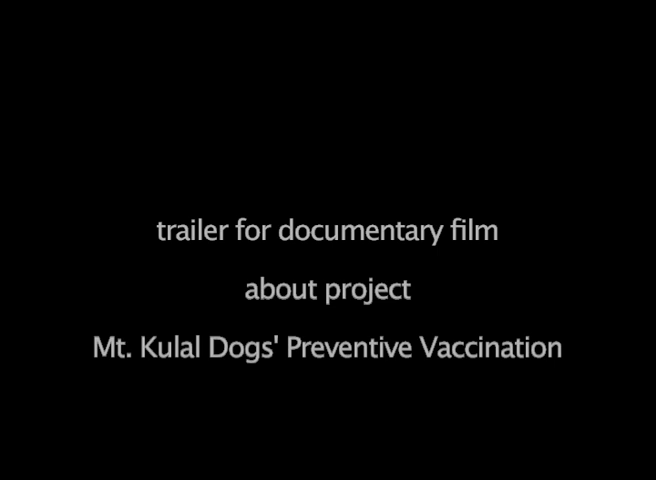 trailer for documentary film
about project
Mt. Kulal Dogs' Preventive Vaccination